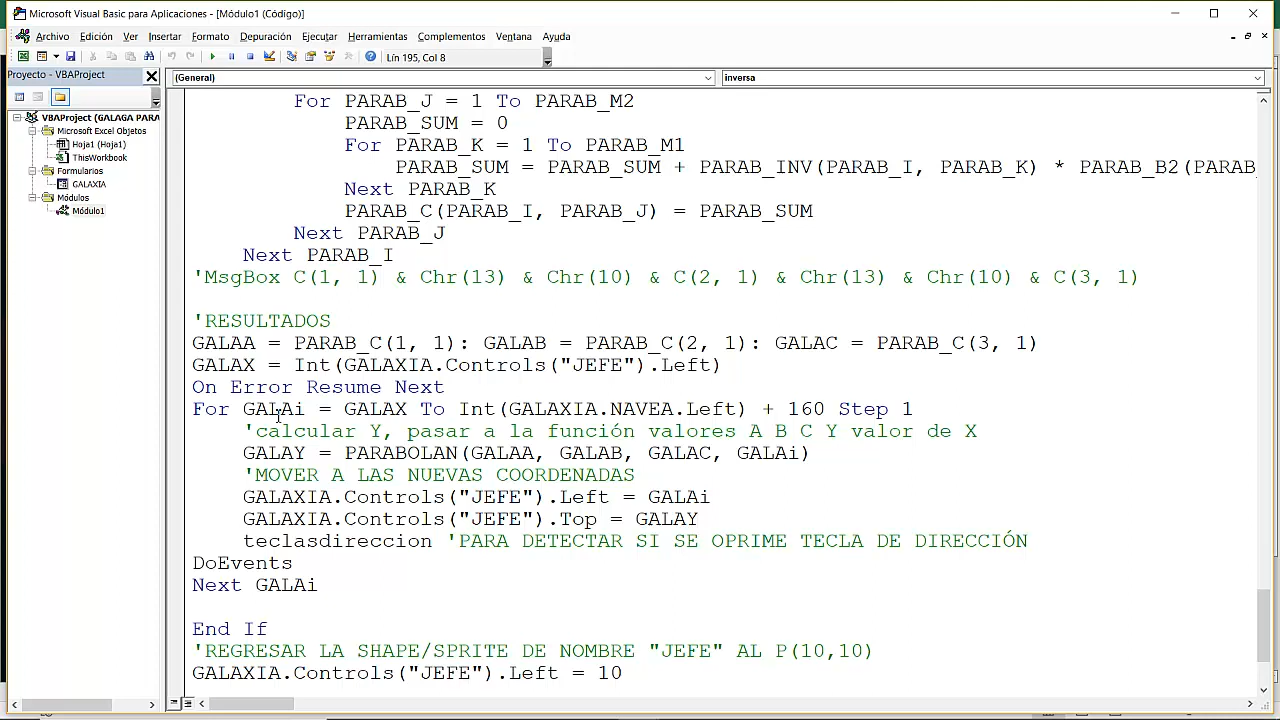 Microsoft Visual Basic para Aplicaciones - [Módulo1 (Código)]
Archivo Edición Ver Insertar Formato Depuración Ejecutar Herramientas Complementos Ventana Ayuda
Lín 195, Col 8
Proyecto - VBAProject
(General)
inversa
VBAProject (GALAGA PARA
Microsoft Excel Objetos
Hoja1 (Hoja1)
ThisWorkbook
Formularios
GALAXIA
Módulos
Módulo1
For PARAB_J = 1 To PARAB_M2
PARAB_SUM = 0
For PARAB_K = 1 To PARAB_M1
PARAB_SUM = PARAB_SUM + PARAB_INV(PARAB_I, PARAB_K) * PARAB_B2(PARAB_
Next PARAB_K
PARAB_C(PARAB_I, PARAB_J) = PARAB_SUM
Next PARAB_J
Next PARAB_I
'MsgBox C(1, 1) & Chr(13) & Chr(10) & C(2, 1) & Chr(13) & Chr(10) & C(3, 1)
'RESULTADOS
GALAA = PARAB_C(1, 1): GALAB = PARAB_C(2, 1): GALAC = PARAB_C(3, 1)
GALAX = Int(GALAXIA.Controls("JEFE").Left)
On Error Resume Next
For GALAi = GALAX To Int(GALAXIA.NAVEA.Left) + 160 Step 1
'calcular Y, pasar a la función valores A B C Y valor de X
GALAY = PARABOLAN(GALAA, GALAB, GALAC, GALAi)
'MOVER A LAS NUEVAS COORDENADAS
GALAXIA.Controls("JEFE").Left = GALAi
GALAXIA.Controls("JEFE").Top = GALAY
teclasdireccion 'PARA DETECTAR SI SE OPRIME TECLA DE DIRECCIÓN
DoEvents
Next GALAi
End If
'REGRESAR LA SHAPE/SPRITE DE NOMBRE "JEFE" AL P(10,10)
GALAXIA.Controls("JEFE").Left = 10